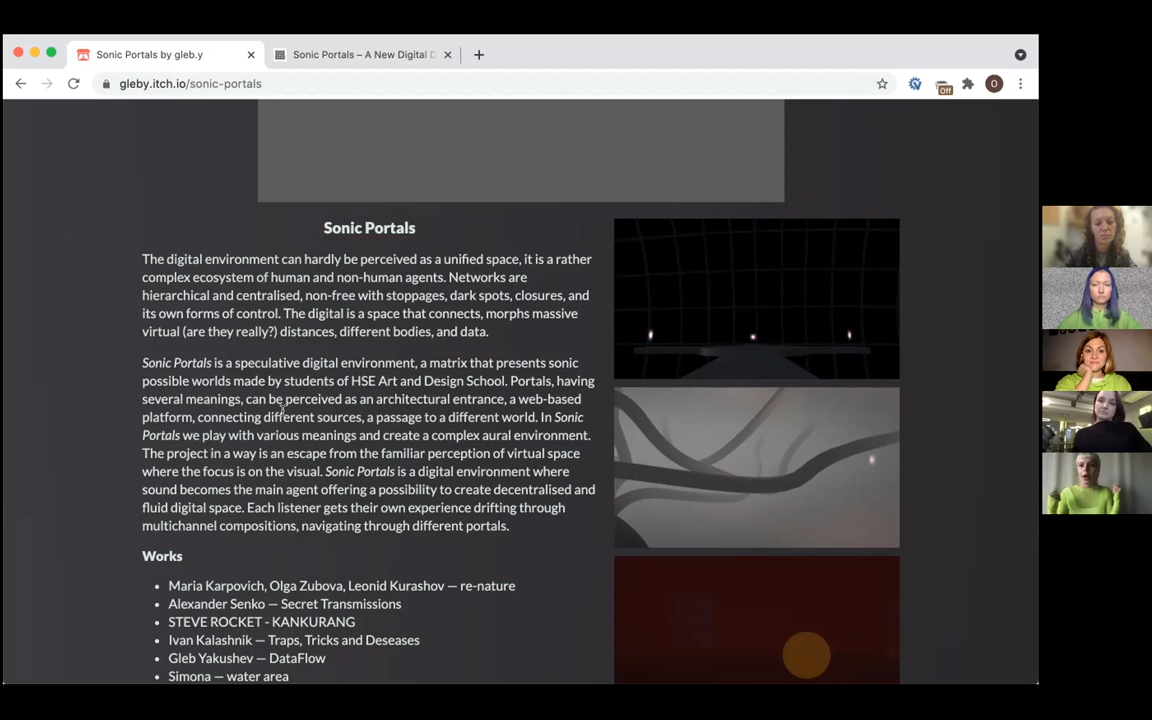 Sonic Portals by gleb.y
Sonic Portals – A New Digital D
gleby.itch.io/sonic-portals
Off
O
Sonic Portals
The digital environment can hardly be perceived as a unified space, it is a rather
complex ecosystem of human and non-human agents. Networks are
hierarchical and centralised, non-free with stoppages, dark spots, closures, and
its own forms of control. The digital is a space that connects, morphs massive
virtual (are they really?) distances, different bodies, and data.
Sonic Portals is a speculative digital environment, a matrix that presents sonic
possible worlds made by students of HSE Art and Design School. Portals, having
several meanings, can be perceived as an architectural entrance, a web-based
platform, connecting different sources, a passage to a different world. In Sonic
Portals we play with various meanings and create a complex aural environment.
The project in a way is an escape from the familiar perception of virtual space
where the focus is on the visual. Sonic Portals is a digital environment where
sound becomes the main agent offering a possibility to create decentralised and
fluid digital space. Each listener gets their own experience drifting through
multichannel compositions, navigating through different portals.
Works
• Maria Karpovich, Olga Zubova, Leonid Kurashov — re-nature
• Alexander Senko — Secret Transmissions
• STEVE ROCKET - KANKURANG
• Ivan Kalashnik — Traps, Tricks and Deseases
• Gleb Yakushev — DataFlow
• Simona — water area